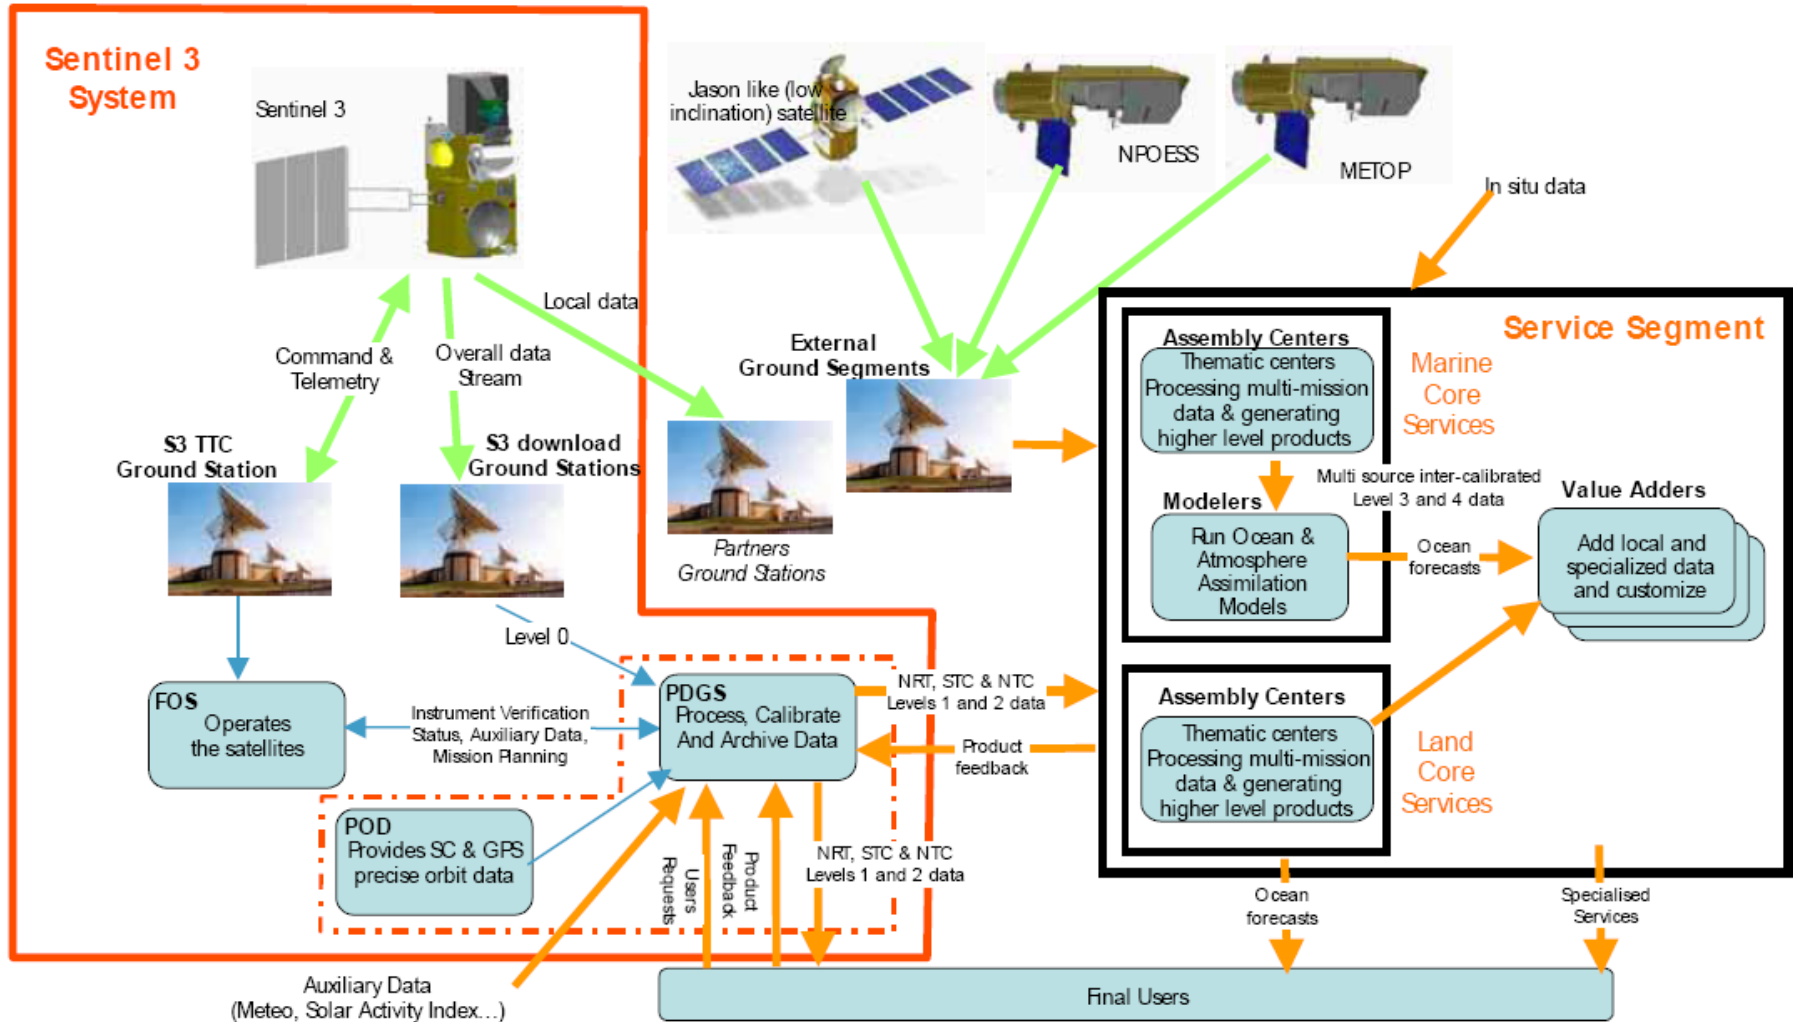 Sentinel 3
System
Sentinel 3
Jason like (low
inclination) satellite
NPOESS
METOP
In situ data
Local data
Command &
Telemetry
Overall data
Stream
External
Ground Segments
S3 TTC
Ground Station
S3 download
Ground Stations
Partners
Ground Stations
Level 0
FOS
Operates
the satellites
Instrument Verification
Status, Auxiliary Data,
Mission Planning
PDGS
Process, Calibrate
And Archive Data
POD
Provides SC & GPS
precise orbit data
NRT, STC & NTC
Levels 1 and 2 data
Product
feedback
Users
Requests
Product
Feedback
NRT, STC & NTC
Levels 1 and 2 data
Auxiliary Data
(Meteo, Solar Activity Index...)
Service Segment
Assembly Centers
Thematic centers
Processing multi-mission
data & generating
higher level products
Marine
Core
Services
Multi source inter-calibrated
Level 3 and 4 data
Modelers
Run Ocean &
Atmosphere
Assimilation
Models
Ocean
forecasts
Value Adders
Add local and
specialized data
and customize
Assembly Centers
Thematic centers
Processing multi-mission
data & generating
higher level products
Land
Core
Services
Ocean
forecasts
Specialised
Services
Final Users